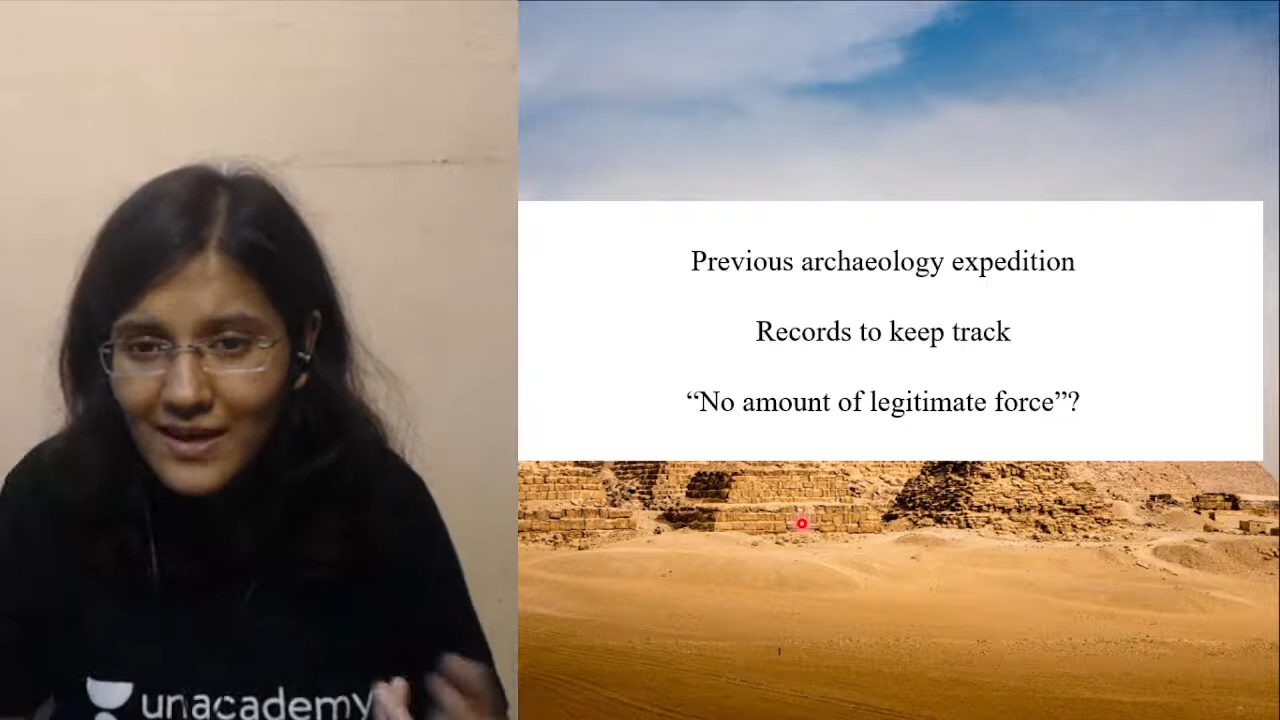 Previous archaeology expedition
Records to keep track
“No amount of legitimate force”?
unacademy